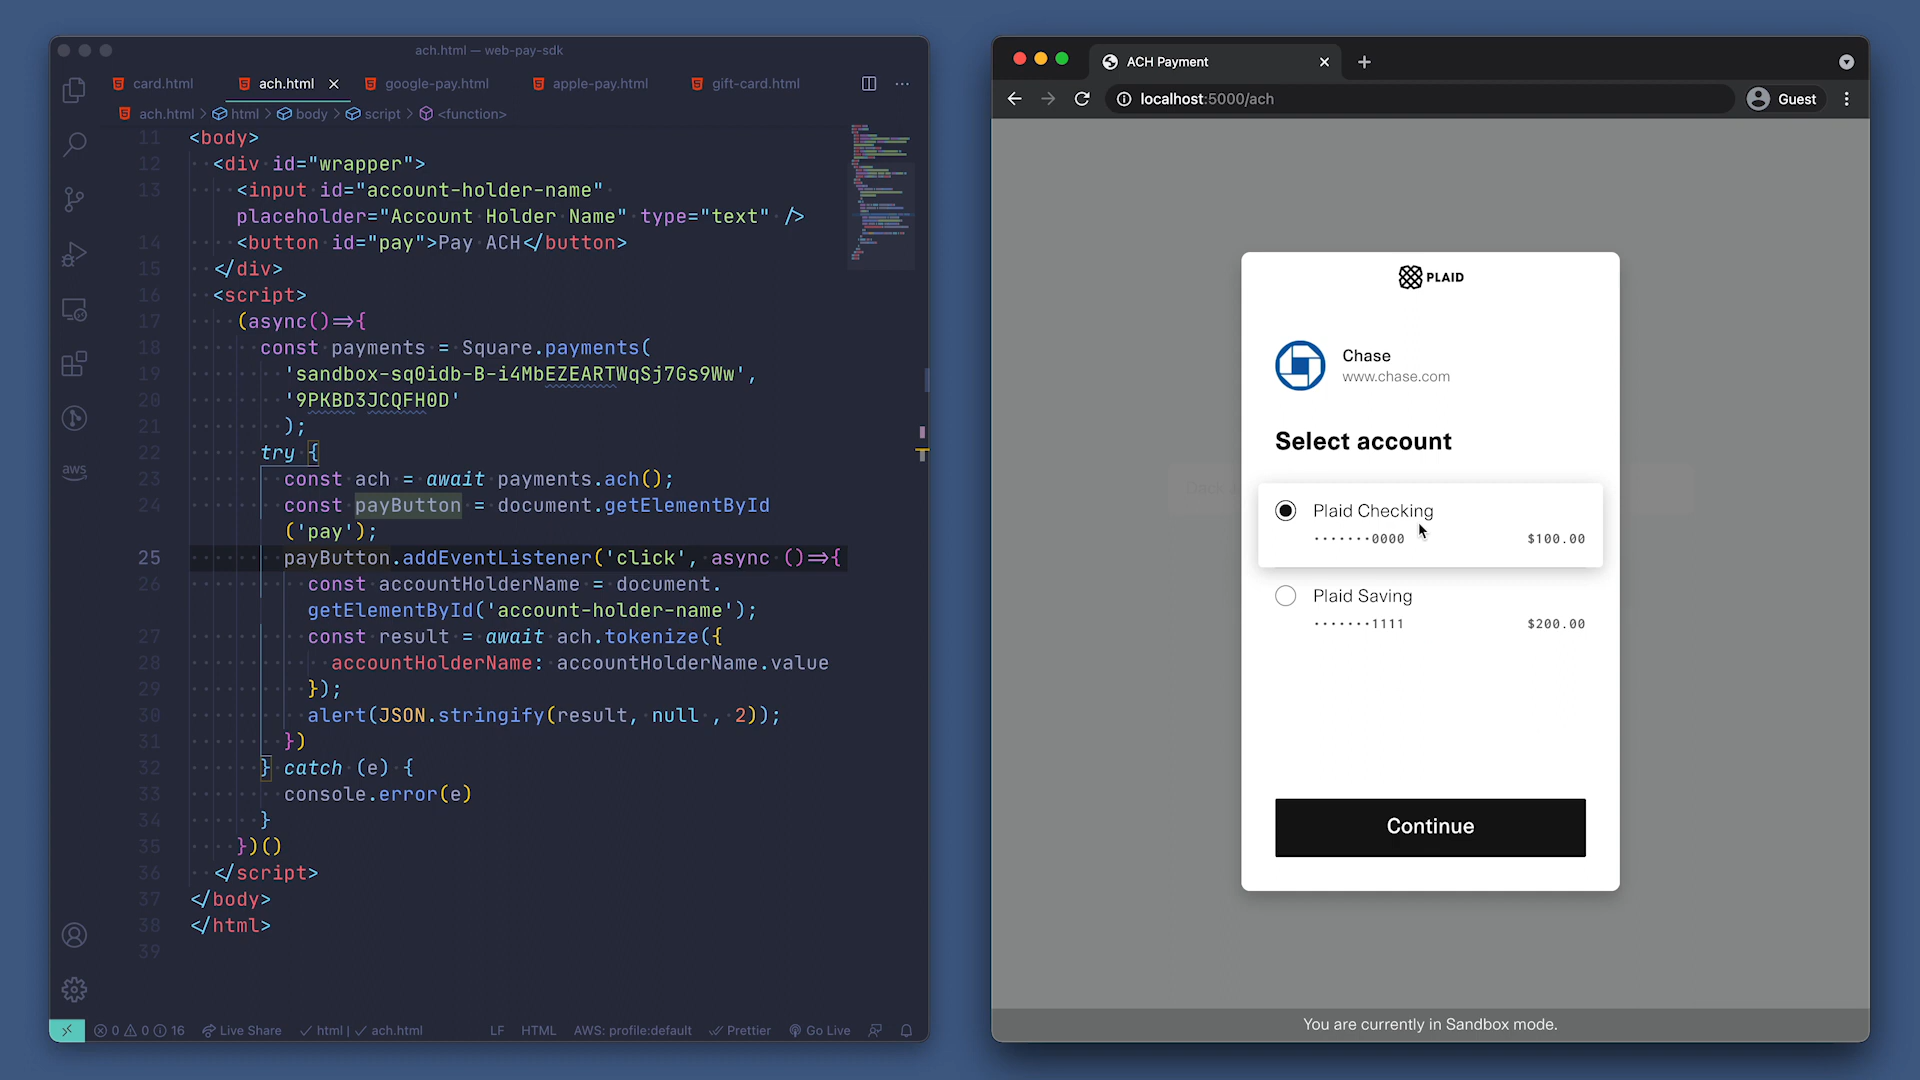 ach.html — web-pay-sdk
card.html
ach.html
google-pay.html
apple-pay.html
gift-card.html
ach.html > html > body > script > <function>
11 <body>
12 <div id="wrapper">
13 <input id="account-holder-name"
placeholder="Account Holder Name" type="text" />
14 <button id="pay">Pay ACH</button>
15 </div>
16 <script>
17 (async()=>{
18 const payments = Square.payments(
19 'sandbox-sq0idb-B-i4MbEZEARTWqSj7Gs9Ww',
20 '9PKBD3JCQFH0D'
21 );
22 try {
23 const ach = await payments.ach();
24 const payButton = document.getElementById
('pay');
25 payButton.addEventListener('click', async ()=>{
26 const accountHolderName = document.
getElementById('account-holder-name');
27 const result = await ach.tokenize({
28 accountHolderName: accountHolderName.value
29 });
30 alert(JSON.stringify(result, null , 2));
31 })
32 } catch (e) {
33 console.error(e)
34 }
35 })()
36 </script>
37 </body>
38 </html>
39
aws
0 0 16 Live Share html | ach.html LF HTML AWS: profile:default Prettier Go Live
ACH Payment
localhost:5000/ach
Guest
PLAID
Chase
www.chase.com
Select account
Plaid Checking
·······0000 $100.00
Plaid Saving
·······1111 $200.00
Continue
You are currently in Sandbox mode.